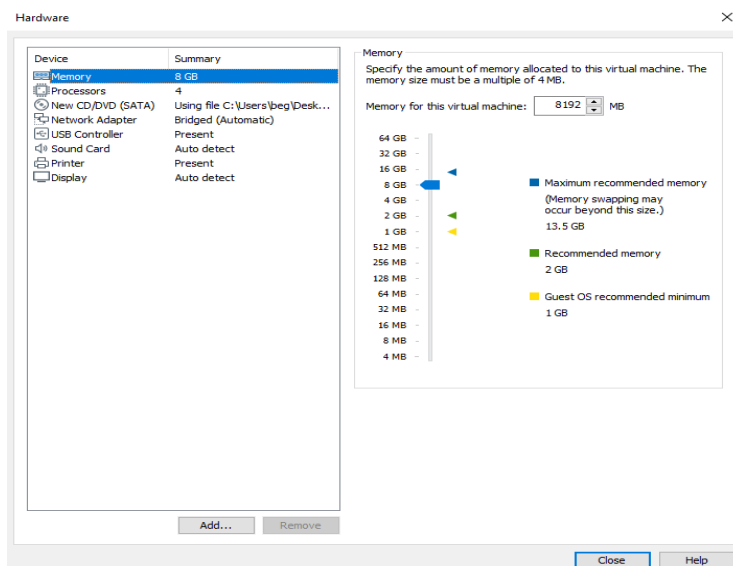 Hardware
Device Summary
Memory 8 GB
Processors 4
New CD/DVD (SATA) Using file C:\Users\beg\Desk...
Network Adapter Bridged (Automatic)
USB Controller Present
Sound Card Auto detect
Printer Present
Display Auto detect
Add... Remove
Memory
Specify the amount of memory allocated to this virtual machine. The
memory size must be a multiple of 4 MB.
Memory for this virtual machine: 8192 MB
64 GB
32 GB
16 GB
8 GB
4 GB
2 GB
1 GB
512 MB
256 MB
128 MB
64 MB
32 MB
16 MB
8 MB
4 MB
Maximum recommended memory
(Memory swapping may
occur beyond this size.)
13.5 GB
Recommended memory
2 GB
Guest OS recommended minimum
1 GB
Close Help